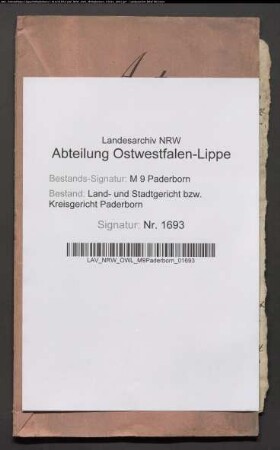 Landesarchiv NRW
Abteilung Ostwestfalen-Lippe
Bestands-Signatur: M 9 Paderborn
Bestand: Land- und Stadtgericht bzw.
Kreisgericht Paderborn
Signatur: Nr. 1693
LAV_NRW_OWL_M9Paderborn_01693